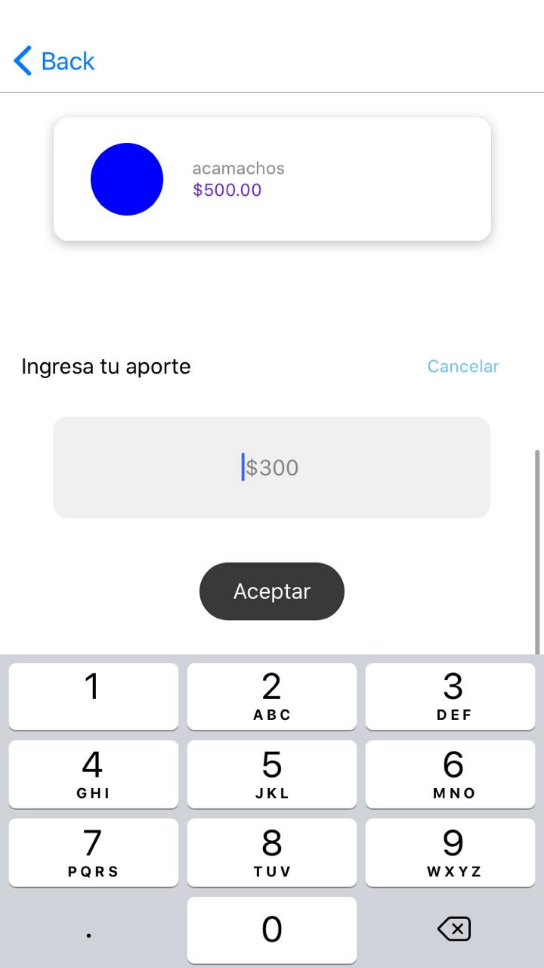 Back
acamachos
$500.00
Ingresa tu aporte
Cancelar
$300
Aceptar
1
2
ABC
3
DEF
4
GHI
5
JKL
6
MNO
7
PQRS
8
TUV
9
WXYZ
.
0